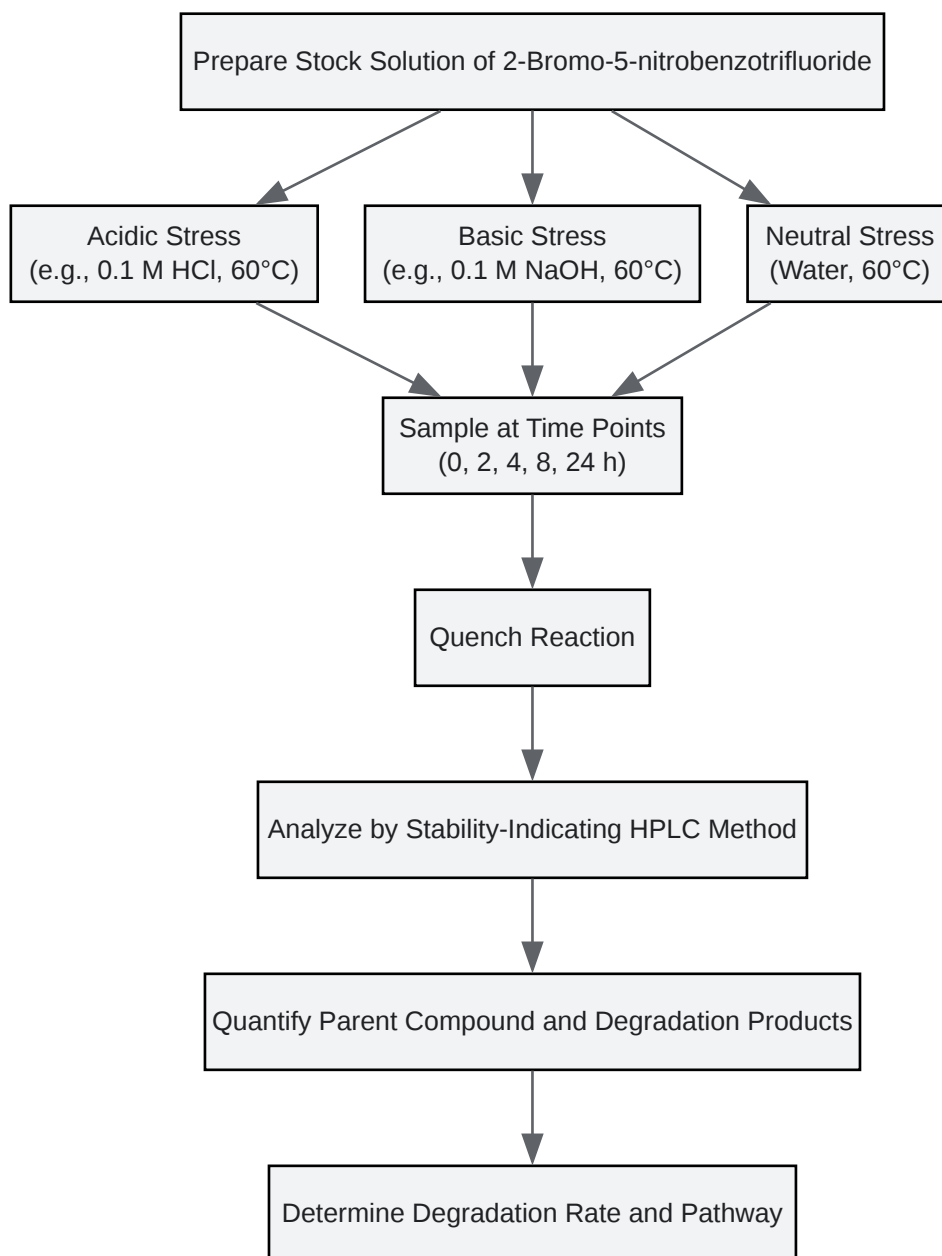 Prepare Stock Solution of 2-Bromo-5-nitrobenzotrifluoride
Acidic Stress
(e.g., 0.1 M HCl, 60°C)
Basic Stress
(e.g., 0.1 M NaOH, 60°C)
Neutral Stress
(Water, 60°C)
Sample at Time Points
(0, 2, 4, 8, 24 h)
Quench Reaction
Analyze by Stability-Indicating HPLC Method
Quantify Parent Compound and Degradation Products
Determine Degradation Rate and Pathway